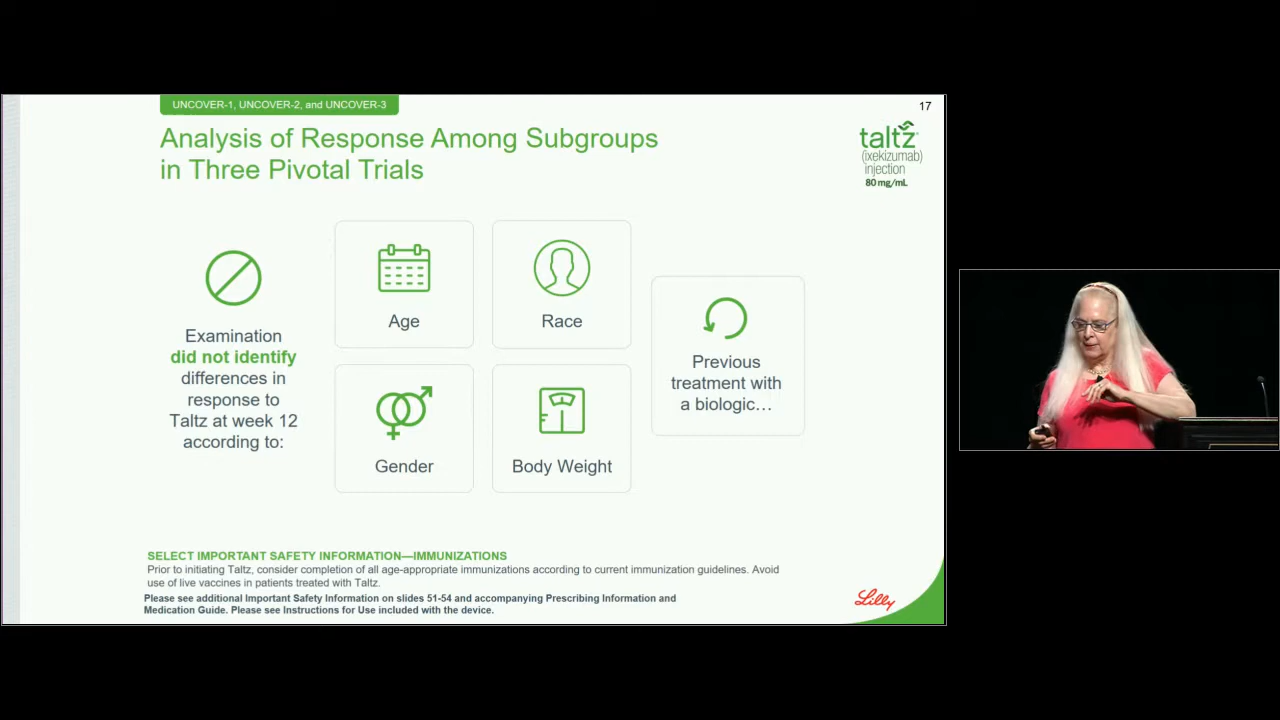 UNCOVER-1, UNCOVER-2, and UNCOVER-3
17
Analysis of Response Among Subgroups
in Three Pivotal Trials
taltz
(ixekizumab)
injection
80 mg/mL
Examination
did not identify
differences in
response to
Taltz at week 12
according to:
Age
Race
Gender
Body Weight
Previous
treatment with
a biologic…
SELECT IMPORTANT SAFETY INFORMATION—IMMUNIZATIONS
Prior to initiating Taltz, consider completion of all age-appropriate immunizations according to current immunization guidelines. Avoid
use of live vaccines in patients treated with Taltz.
Please see additional Important Safety Information on slides 51-54 and accompanying Prescribing Information and
Medication Guide. Please see Instructions for Use included with the device.
Lilly